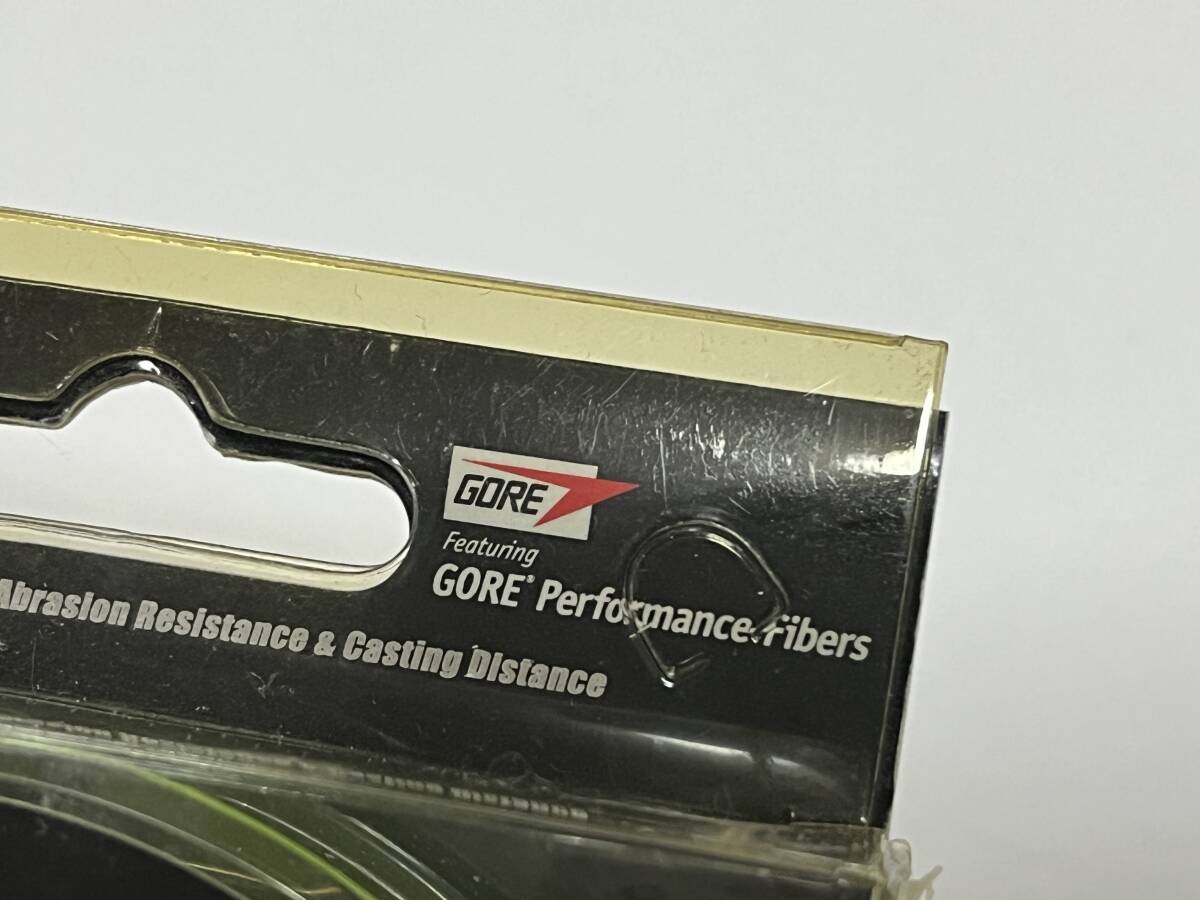 GORE
Featuring
GORE® Performance Fibers
Abrasion Resistance & Casting Distance